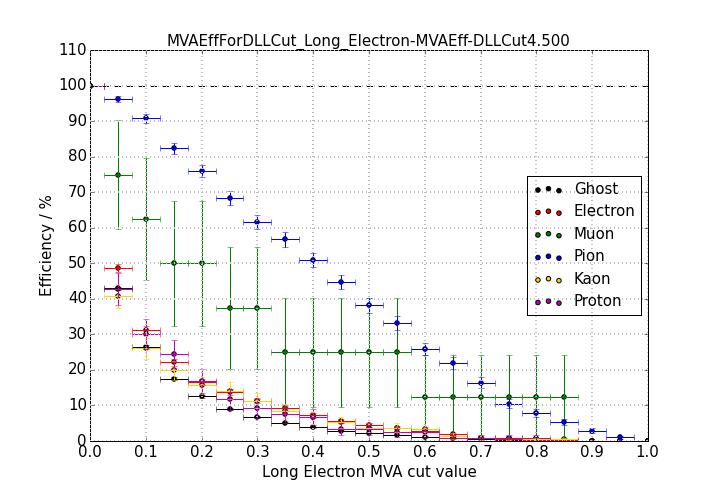 MVAEffForDLLCut_Long_Electron-MVAEff-DLLCut4.500
Efficiency / %
110
100
90
80
70
60
50
40
30
20
10
0
Ghost
Electron
Muon
Pion
Kaon
Proton
0.0 0.1 0.2 0.3 0.4 0.5 0.6 0.7 0.8 0.9 1.0
Long Electron MVA cut value